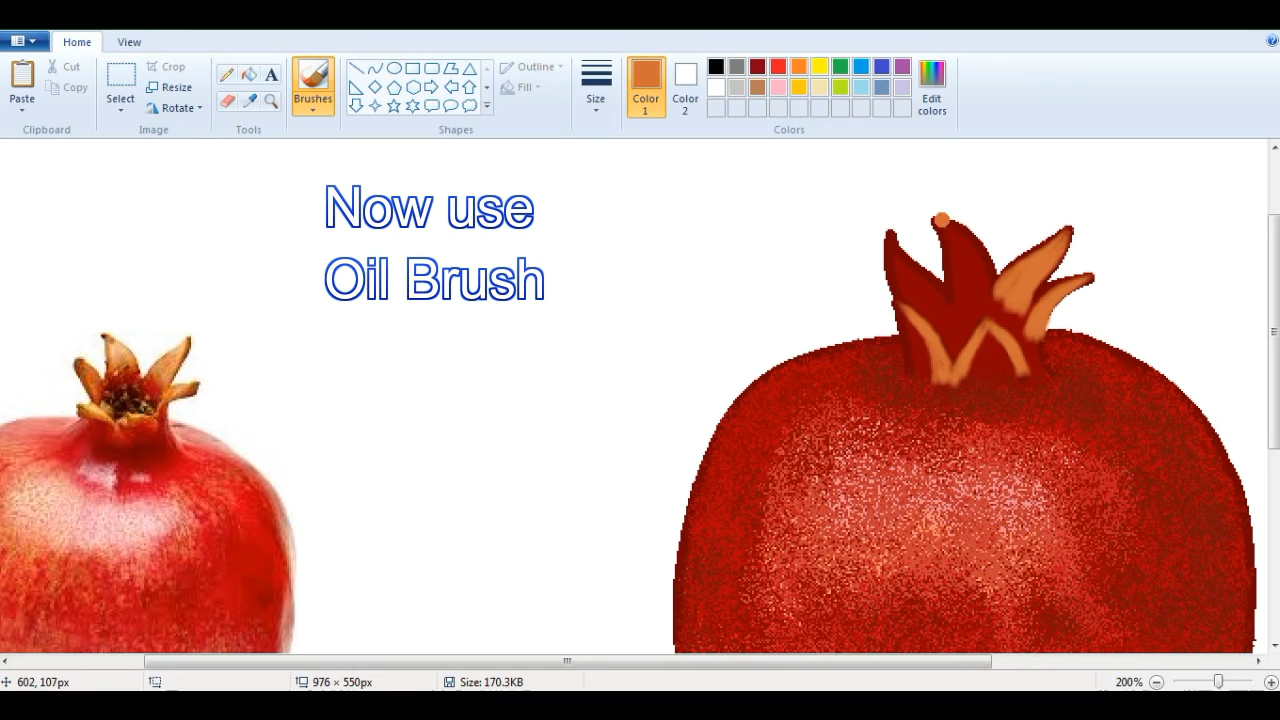 Home View
Cut
Copy
Paste
Clipboard
Select
Crop
Resize
Rotate
Image
A
Tools
Brushes
Outline
Fill
Shapes
Size
Color 1
Color 2
Edit colors
Colors
Now use
Oil Brush
602, 107px
976 × 550px
Size: 170.3KB
200%